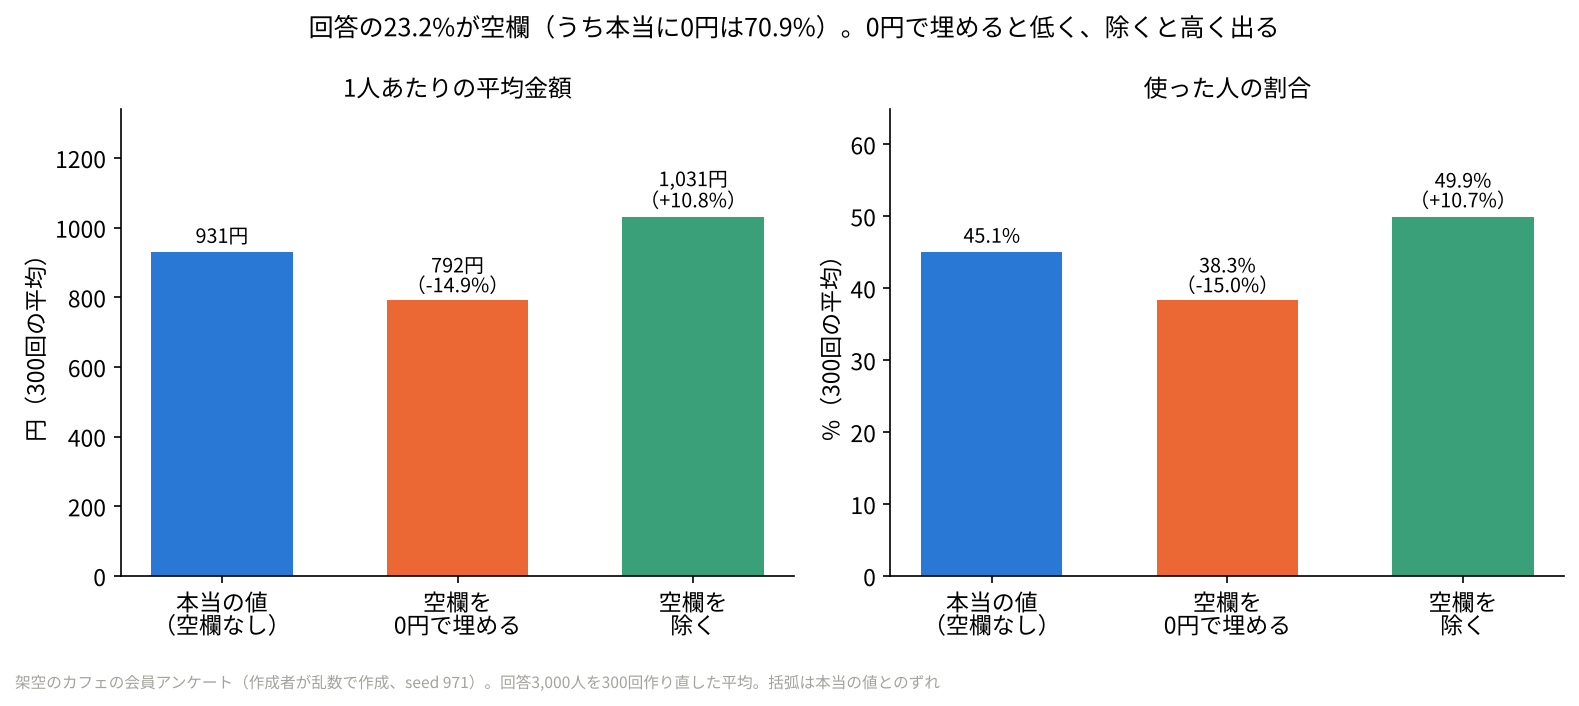 回答の23.2%が空欄（うち本当に0円は70.9%）。0円で埋めると低く、除くと高く出る
1人あたりの平均金額
円（300回の平均）
1200
1000
800
600
400
200
0
931円
792円
（-14.9%）
1,031円
（+10.8%）
本当の値
（空欄なし）
空欄を
0円で埋める
空欄を
除く
使った人の割合
%（300回の平均）
60
50
40
30
20
10
0
45.1%
38.3%
（-15.0%）
49.9%
（+10.7%）
本当の値
（空欄なし）
空欄を
0円で埋める
空欄を
除く
架空のカフェの会員アンケート（作成者が乱数で作成、seed 971）。回答3,000人を300回作り直した平均。括弧は本当の値とのずれ